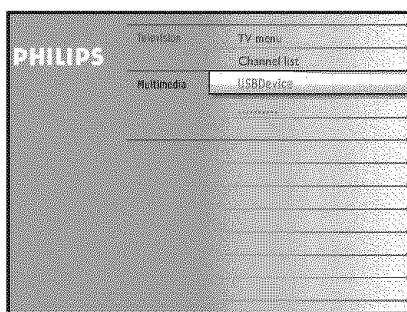 Television TV menu
PHILIPS Channel list
Multimedia USBDevice
..........